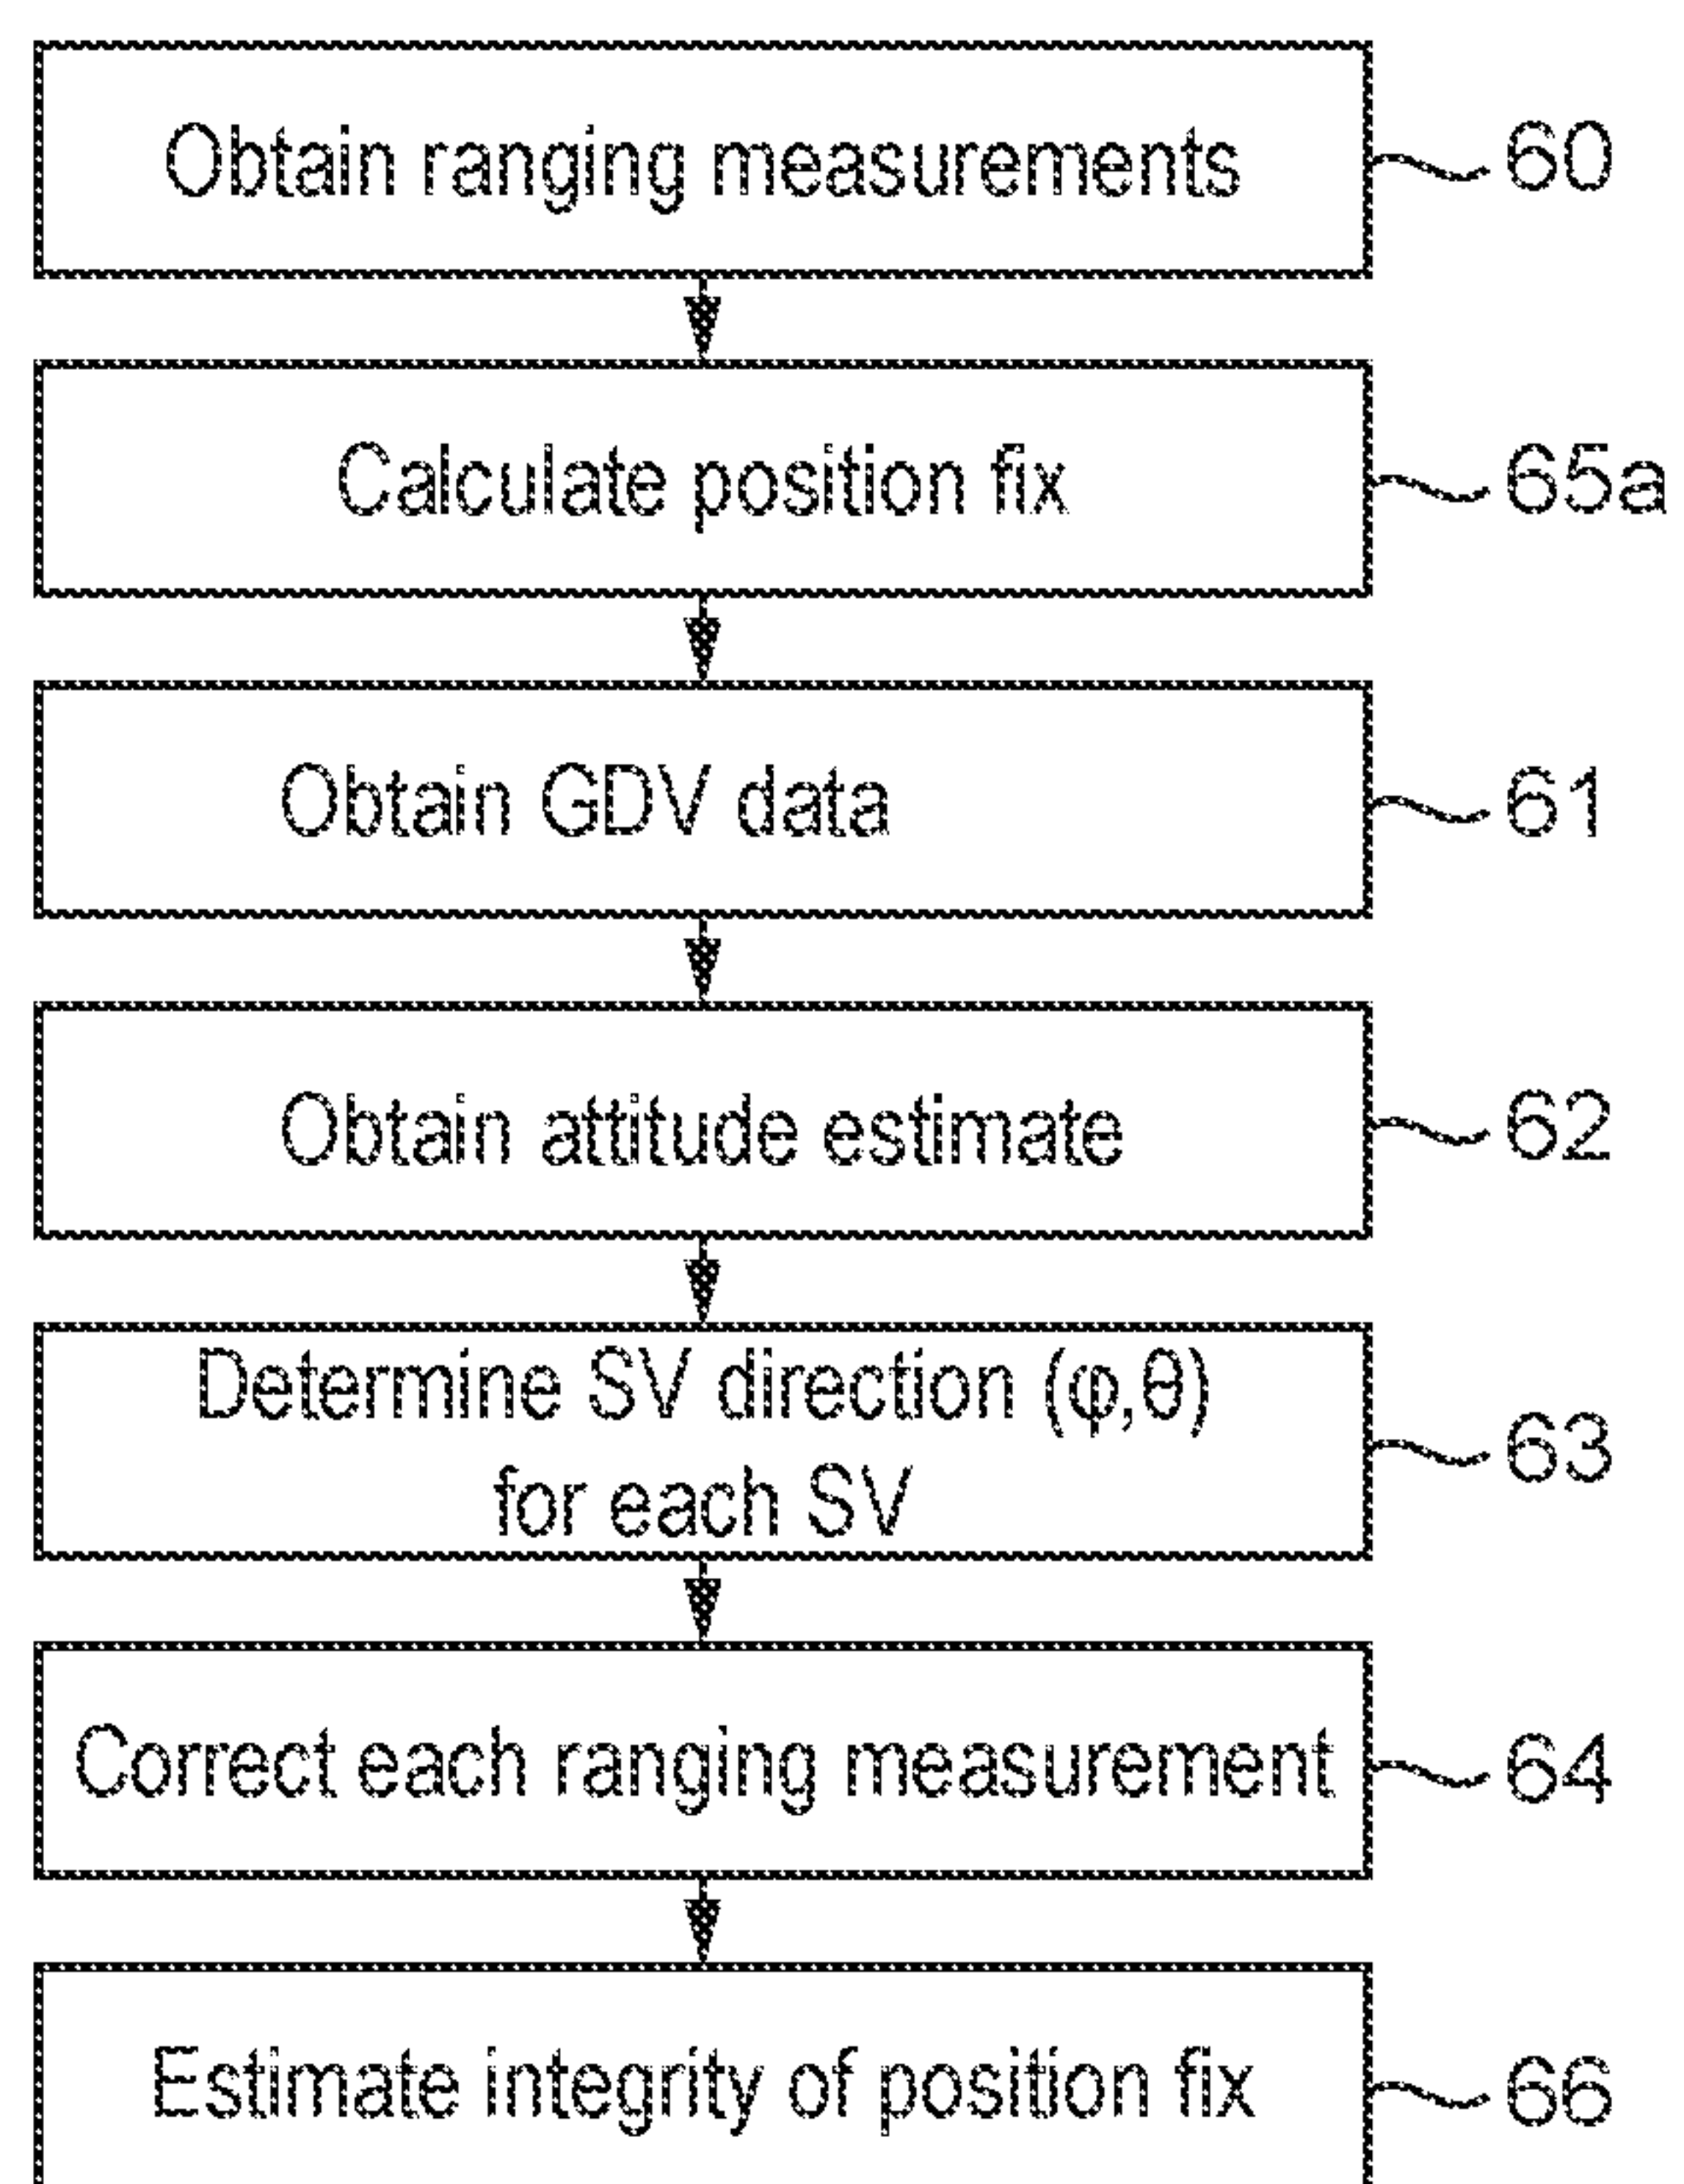 Obtain ranging measurements
60
Calculate position fix
65a
Obtain GDV data
61
Obtain attitude estimate
62
Determine SV direction (φ,θ)
for each SV
63
Correct each ranging measurement
64
Estimate integrity of position fix
66